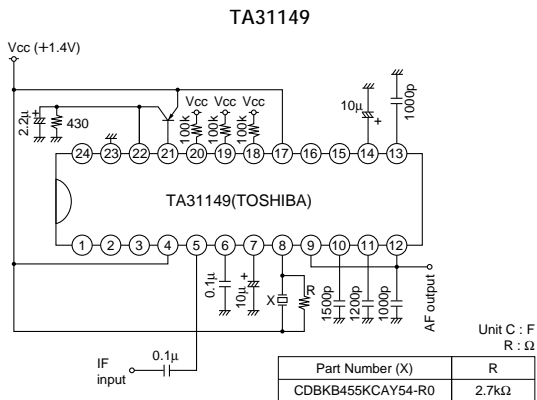 TA31149
Vcc (+1.4V)
2.2μ
430
Vcc Vcc Vcc
100k
100k
100k
10μ
+
1000p
24 23 22 21 20 19 18 17 16 15 14 13
TA31149(TOSHIBA)
1 2 3 4 5 6 7 8 9 10 11 12
0.1μ
10μ
+
X
R
1500p
1200p
1000p
AF output
IF
input
0.1μ
Unit C : F
R : Ω
Part Number (X) R
CDBKB455KCAY54-R0 2.7kΩ